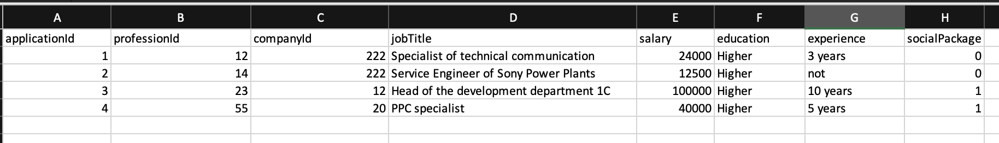 A B C D E F G H
applicationId professionId companyId jobTitle salary education experience socialPackage
1 12 222 Specialist of technical communication 24000 Higher 3 years 0
2 14 222 Service Engineer of Sony Power Plants 12500 Higher not 0
3 23 12 Head of the development department 1C 100000 Higher 10 years 1
4 55 20 PPC specialist 40000 Higher 5 years 1